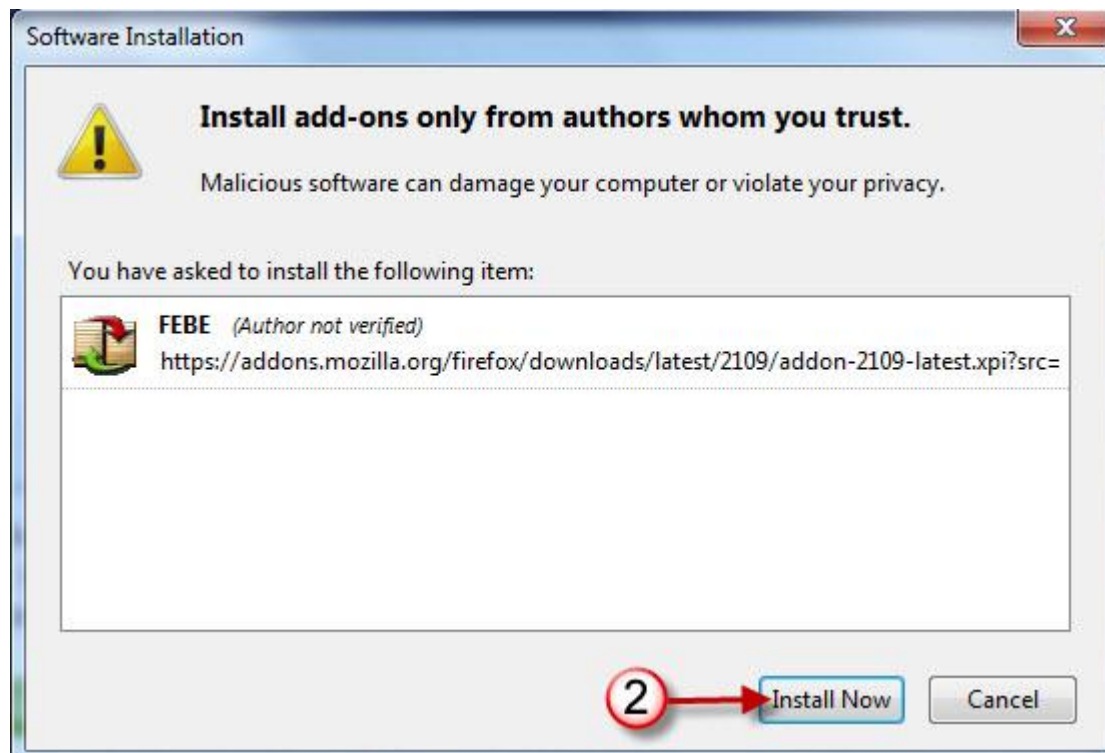 Software Installation
Install add-ons only from authors whom you trust.
Malicious software can damage your computer or violate your privacy.
You have asked to install the following item:
FEBE (Author not verified)
https://addons.mozilla.org/firefox/downloads/latest/2109/addon-2109-latest.xpi?src=
2 Install Now Cancel